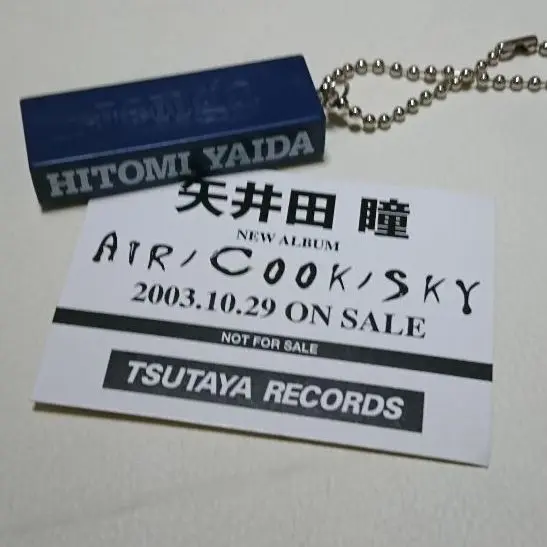 HITOMI YAIDA
矢井田 瞳
NEW ALBUM
AIR/COOK/SKY
2003.10.29 ON SALE
NOT FOR SALE
TSUTAYA RECORDS